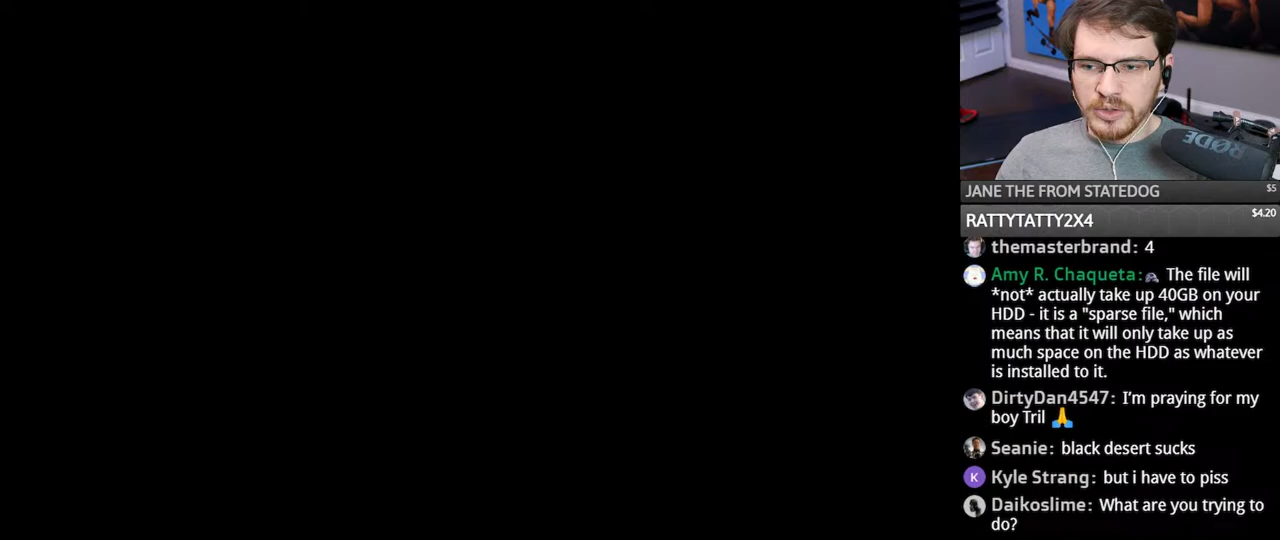 RØDE
JANE THE FROM STATEDOG $5
RATTYTATTY2X4 $4.20
themasterbrand: 4
Amy R. Chaqueta: The file will
*not* actually take up 40GB on your
HDD - it is a "sparse file," which
means that it will only take up as
much space on the HDD as whatever
is installed to it.
DirtyDan4547: I'm praying for my
boy Tril 🙏
Seanie: black desert sucks
K Kyle Strang: but i have to piss
Daikoslime: What are you trying to
do?